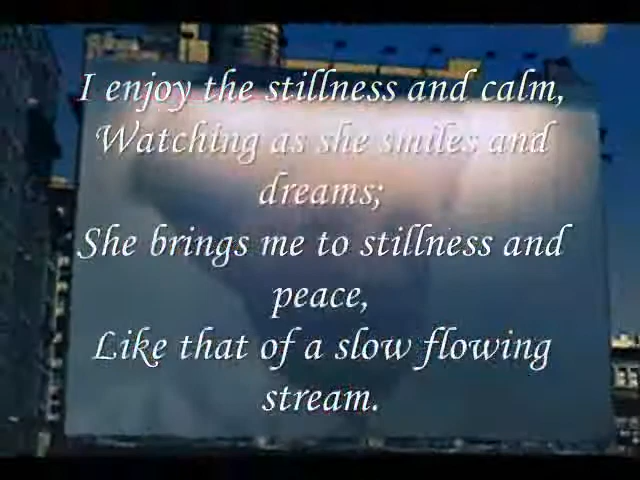 I enjoy the stillness and calm,
Watching as she smiles and
dreams;
She brings me to stillness and
peace,
Like that of a slow flowing
stream.